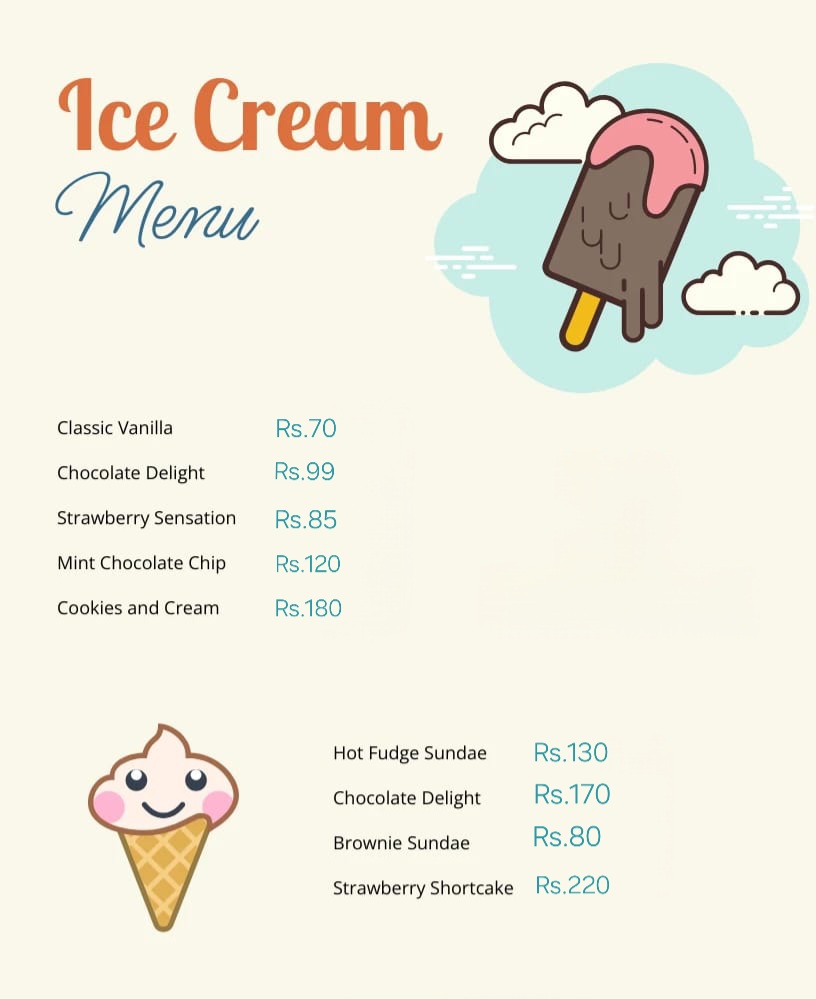 Ice Cream
Menu
Classic Vanilla Rs.70
Chocolate Delight Rs.99
Strawberry Sensation Rs.85
Mint Chocolate Chip Rs.120
Cookies and Cream Rs.180
Hot Fudge Sundae Rs.130
Chocolate Delight Rs.170
Brownie Sundae Rs.80
Strawberry Shortcake Rs.220